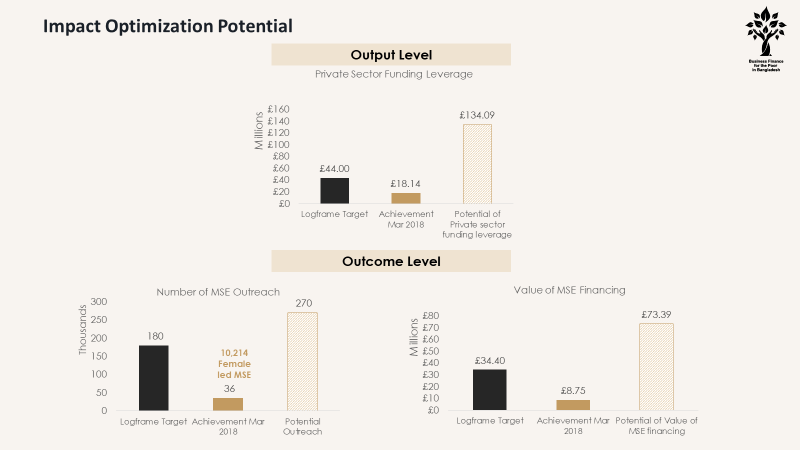 Impact Optimization Potential
Business Finance
for the Poor
in Bangladesh
Output Level
Private Sector Funding Leverage
Millions
£160
£140
£120
£100
£80
£60
£40
£20
£0
£44.00
£18.14
£134.09
Logframe Target
Achievement
Mar 2018
Potential of
Private sector
funding leverage
Outcome Level
Number of MSE Outreach
Thousands
300
250
200
150
100
50
0
180
10,214
Female
led MSE
36
270
Logframe Target
Achievement Mar
2018
Potential
Outreach
Value of MSE Financing
Millions
£80
£70
£60
£50
£40
£30
£20
£10
£0
£34.40
£8.75
£73.39
Logframe Target
Achievement Mar
2018
Potential of Value of
MSE financing